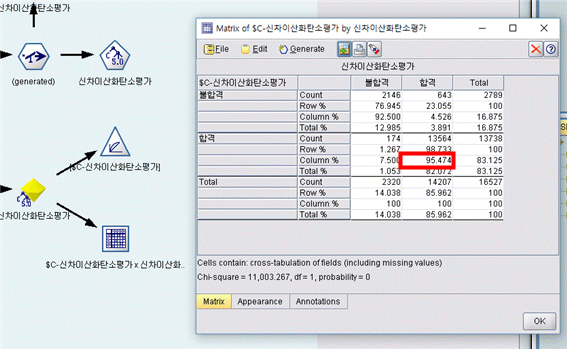 신차이산화탄소평가
(generated)
신차이산화탄소평가
[$C-신차이산화탄소평가]
신차이산화탄소평가
$C-신차이산화탄소평가 x 신차이산화..
Matrix of $C-신차이산화탄소평가 by 신차이산화탄소평가
File Edit Generate
신차이산화탄소평가
$C-신차이산화탄소평가 불합격 합격 Total
불합격 Count 2146 643 2789
Row % 76.945 23.055 100
Column % 92.500 4.526 16.875
Total % 12.985 3.891 16.875
합격 Count 174 13564 13738
Row % 1.267 98.733 100
Column % 7.500 95.474 83.125
Total % 1.053 82.072 83.125
Total Count 2320 14207 16527
Row % 14.038 85.962 100
Column % 100 100 100
Total % 14.038 85.962 100
Cells contain: cross-tabulation of fields (including missing values)
Chi-square = 11,003.267, df = 1, probability = 0
Matrix Appearance Annotations
OK